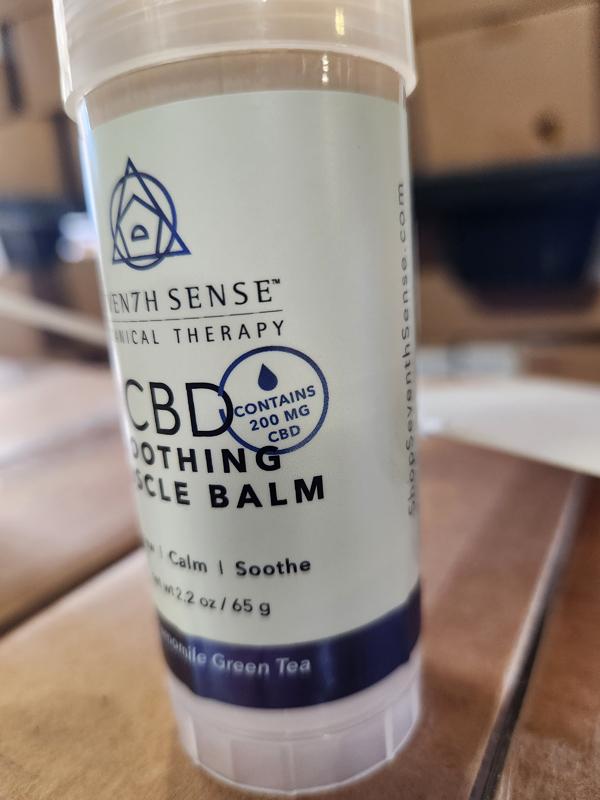 VEN7H SENSE™
ANICAL THERAPY
CBD
CONTAINS
200 MG
CBD
OOTHING
SCLE BALM
| Calm | Soothe
wt 2.2 oz / 65 g
momile Green Tea
ShopSeventhSense.com